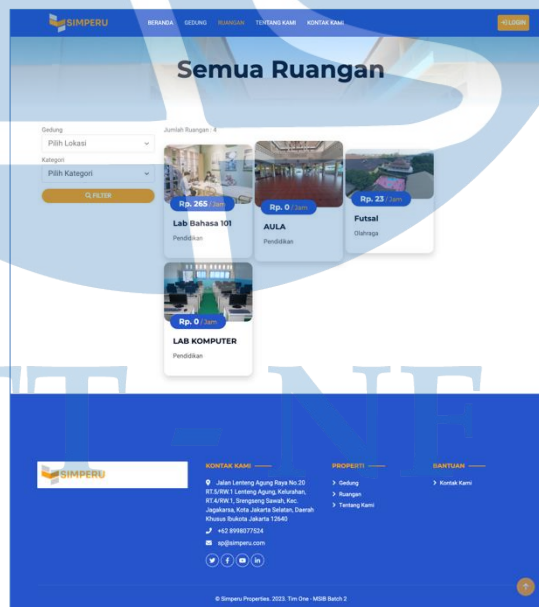 SIMPERU
BERANDA GEDUNG RUANGAN TENTANG KAMI KONTAK KAMI
LOGIN
Semua Ruangan
Gedung
Pilih Lokasi
Kategori
Pilih Kategori
FILTER
Jumlah Ruangan : 4
Rp. 265 / Jam
Lab Bahasa 101
Pendidikan
Rp. 0 / Jam
AULA
Pendidikan
Rp. 23 / Jam
Futsal
Olahraga
Rp. 0 / Jam
LAB KOMPUTER
Pendidikan
T - NF
SIMPERU
KONTAK KAMI
Jalan Lenteng Agung Raya No.20
RT.5/RW.1 Lenteng Agung, Kelurahan,
RT.4/RW.1, Srengseng Sawah, Kec.
Jagakarsa, Kota Jakarta Selatan, Daerah
Khusus Ibukota Jakarta 12640
+62 8998077524
sp@simperu.com
PROPERTI
Gedung
Ruangan
Tentang Kami
BANTUAN
Kontak Kami
© Simperu Properties. 2023. Tim One - MSIB Batch 2